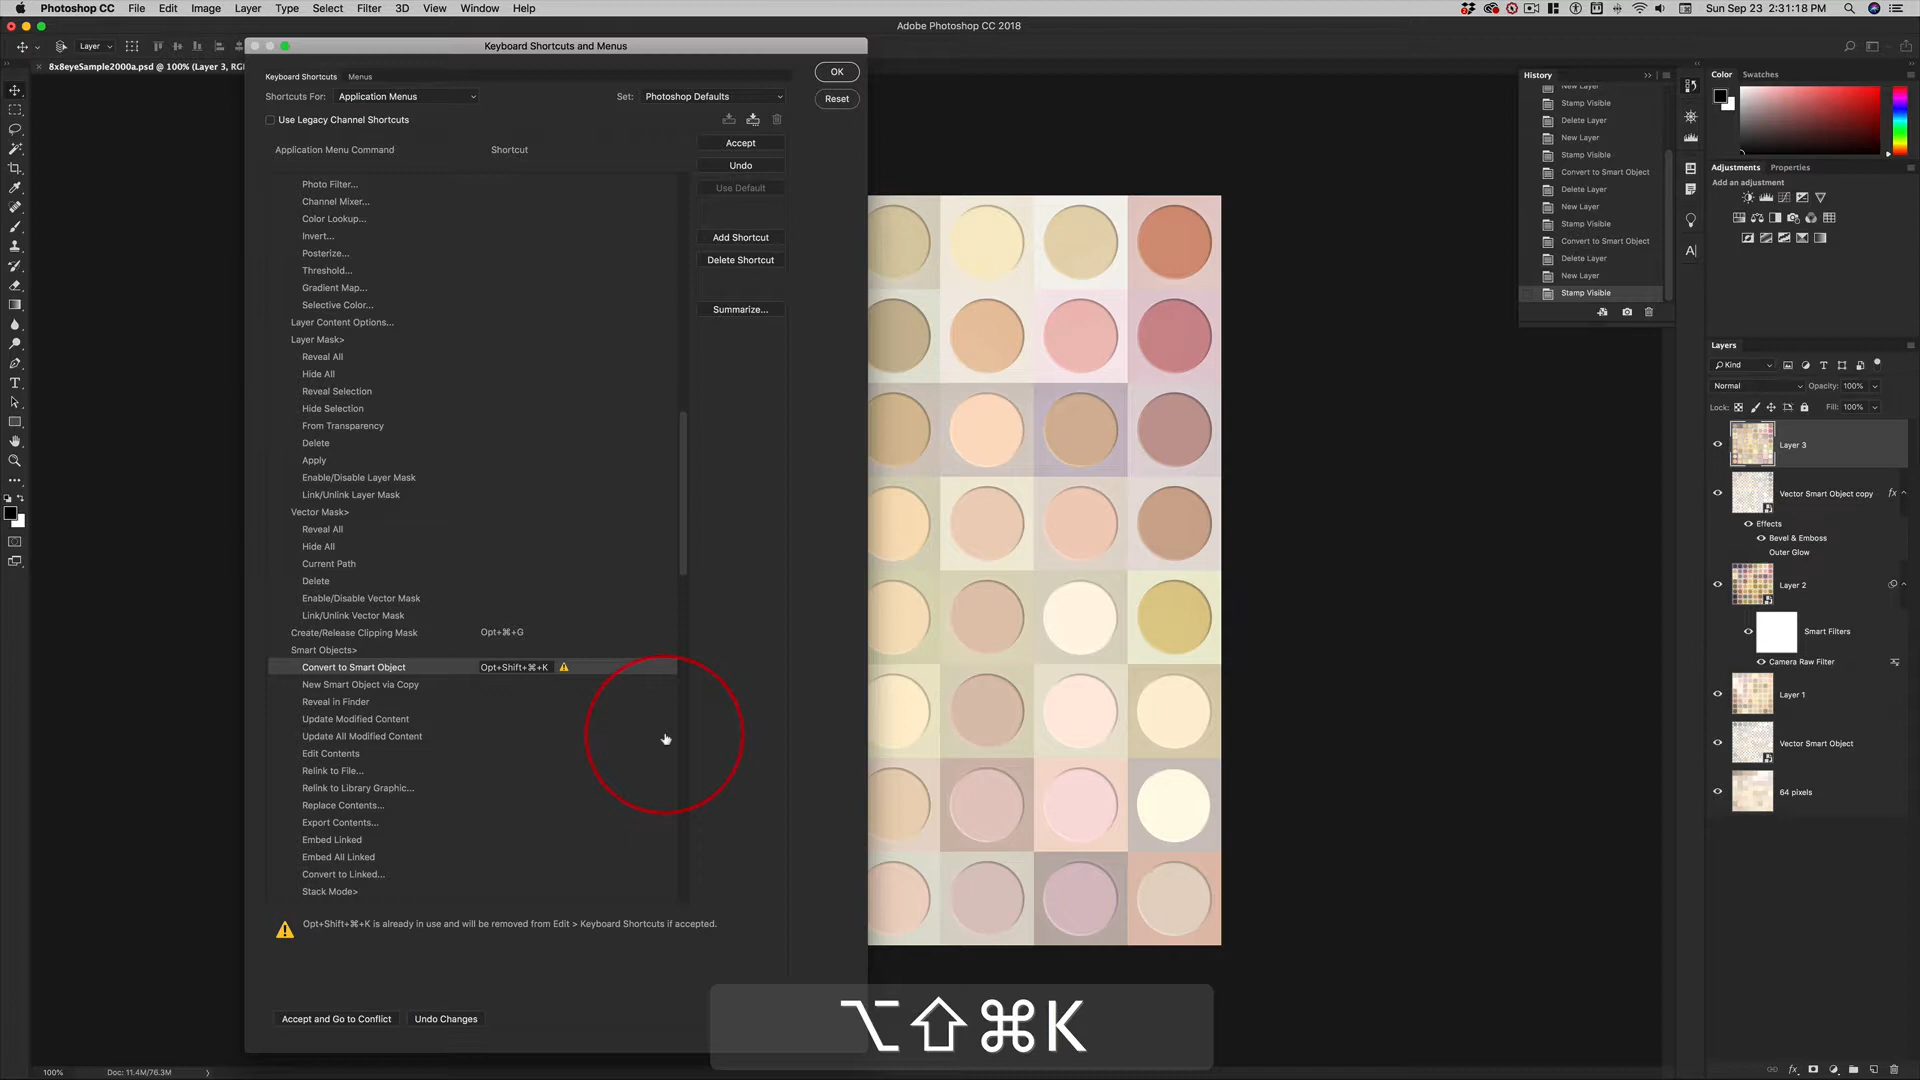 Photoshop CC File Edit Image Layer Type Select Filter 3D View Window Help
Sun Sep 23 2:31:18 PM
Adobe Photoshop CC 2018
Layer
8x8eyeSample2000a.psd @ 100% (Layer 3, RG
Keyboard Shortcuts and Menus
Keyboard Shortcuts Menus
OK
Shortcuts For: Application Menus
Set: Photoshop Defaults
Reset
Use Legacy Channel Shortcuts
Application Menu Command Shortcut
Accept
Undo
Use Default
Add Shortcut
Delete Shortcut
Summarize...
Photo Filter...
Channel Mixer...
Color Lookup...
Invert...
Posterize...
Threshold...
Gradient Map...
Selective Color...
Layer Content Options...
Layer Mask>
Reveal All
Hide All
Reveal Selection
Hide Selection
From Transparency
Delete
Apply
Enable/Disable Layer Mask
Link/Unlink Layer Mask
Vector Mask>
Reveal All
Hide All
Current Path
Delete
Enable/Disable Vector Mask
Link/Unlink Vector Mask
Create/Release Clipping Mask Opt+⌘+G
Smart Objects>
Convert to Smart Object Opt+Shift+⌘+K
New Smart Object via Copy
Reveal in Finder
Update Modified Content
Update All Modified Content
Edit Contents
Relink to File...
Relink to Library Graphic...
Replace Contents...
Export Contents...
Embed Linked
Embed All Linked
Convert to Linked...
Stack Mode>
Opt+Shift+⌘+K is already in use and will be removed from Edit > Keyboard Shortcuts if accepted.
Accept and Go to Conflict Undo Changes
⌥⇧⌘K
100% Doc: 11.4M/76.3M
History
New Layer
Stamp Visible
Delete Layer
New Layer
Stamp Visible
Convert to Smart Object
Delete Layer
New Layer
Stamp Visible
Convert to Smart Object
Delete Layer
New Layer
Stamp Visible
Color Swatches
Adjustments Properties
Add an adjustment
Layers
Kind
Normal Opacity: 100%
Lock: Fill: 100%
Layer 3
Vector Smart Object copy fx
Effects
Bevel & Emboss
Outer Glow
Layer 2
Smart Filters
Camera Raw Filter
Layer 1
Vector Smart Object
64 pixels
fx